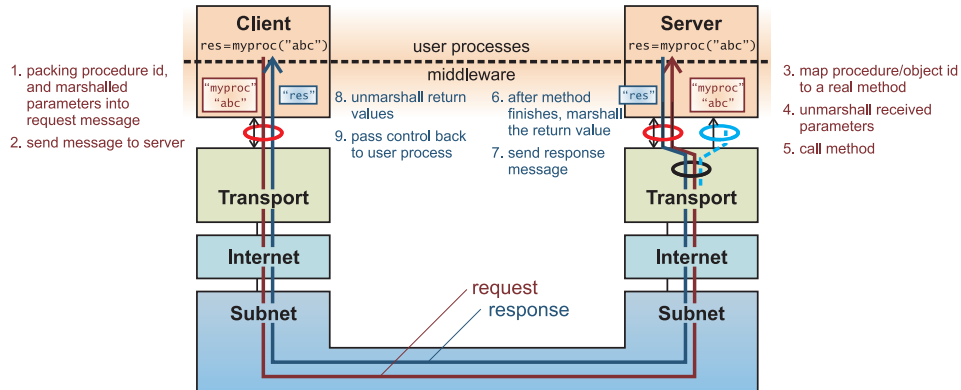 Client
res=myproc("abc")
Server
res=myproc("abc")
user processes
middleware
1. packing procedure id,
and marshalled
parameters into
request message
2. send message to server
“myproc”
“abc”
“res”
8. unmarshall return
values
9. pass control back
to user process
6. after method
finishes, marshall
the return value
7. send response
message
“res”
“myproc”
“abc”
3. map procedure/object id
to a real method
4. unmarshall received
parameters
5. call method
Transport
Transport
Internet
Internet
request
response
Subnet
Subnet